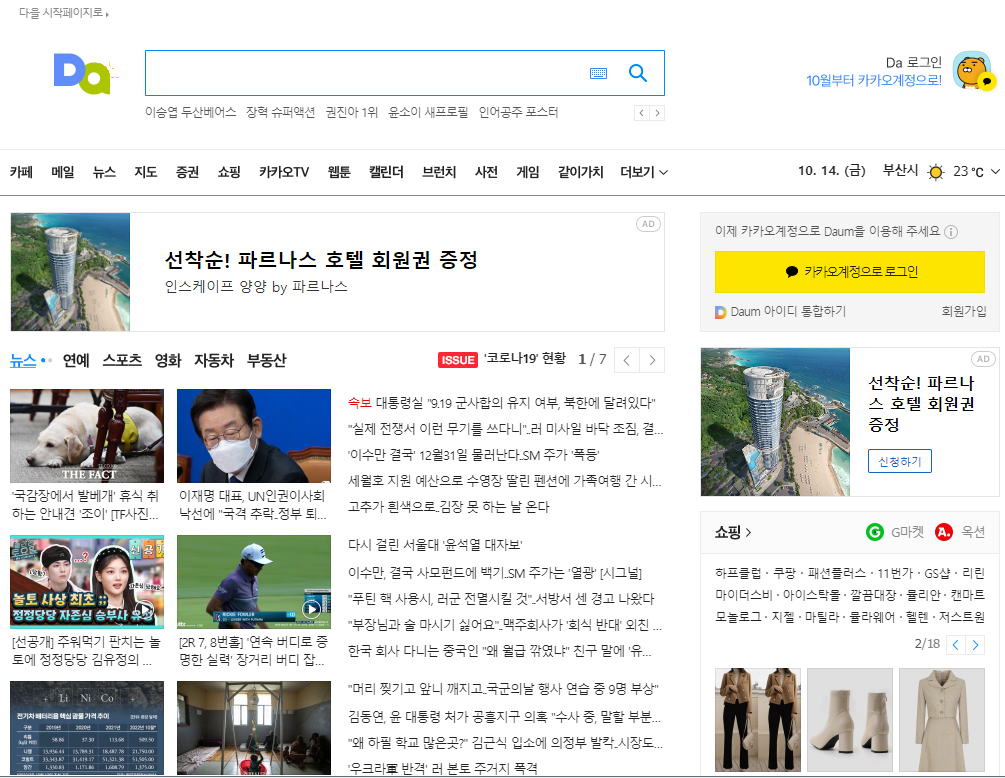 다음 시작페이지로
Da
이승엽 두산베어스 장혁 슈퍼액션 권진아 1위 윤소이 새프로필 인어공주 포스터
Da 로그인
10월부터 카카오계정으로!
카페 메일 뉴스 지도 증권 쇼핑 카카오TV 웹툰 캘린더 브런치 사전 게임 같이가치 더보기
10. 14. (금) 부산시 23 ℃
AD
선착순! 파르나스 호텔 회원권 증정
인스케이프 양양 by 파르나스
이제 카카오계정으로 Daum을 이용해 주세요
카카오계정으로 로그인
Daum 아이디 통합하기 회원가입
뉴스 연예 스포츠 영화 자동차 부동산
ISSUE '코로나19' 현황 1 / 7
THE FACT
'국감장에서 발베개' 휴식 취
하는 안내견 '조이' [TF사진...
이재명 대표, UN인권이사회
낙선에 "국격 추락..정부 퇴...
속보 대통령실 "9.19 군사합의 유지 여부, 북한에 달려있다"
"실제 전쟁서 이런 무기를 쓰다니"..러 미사일 바닥 조짐, 결...
'이수만 결국' 12월31일 물러난다..SM 주가 '폭등'
세월호 지원 예산으로 수영장 딸린 펜션에 가족여행 간 시...
고추가 흰색으로..김장 못 하는 날 온다
놀토 사상 최초 ;;
정정당당 자존심 승부사 유정
[선공개] 주워먹기 판치는 놀
토에 정정당당 김유정의 ...
RICKIE FOWLER
[2R 7, 8번홀] '연속 버디로 증
명한 실력' 장거리 버디 잡...
다시 걸린 서울대 '윤석열 대자보'
이수만, 결국 사모펀드에 백기..SM 주가는 '열광' [시그널]
"푸틴 핵 사용시, 러군 전멸시킬 것"..서방서 센 경고 나왔다
"부장님과 술 마시기 싫어요"..맥주회사가 '회식 반대' 외친 ...
한국 회사 다니는 중국인 "왜 월급 깎였냐" 친구 말에 '유...
Li Ni Co
전기차 배터리용 핵심 광물 가격 추이
"머리 찢기고 앞니 깨지고..국군의날 행사 연습 중 9명 부상"
김동연, 윤 대통령 처가 공흥지구 의혹 "수사 중, 말할 부분...
"왜 하필 학교 많은곳?" 김근식 입소에 의정부 발칵..시장도...
'우크라軍 반격' 러 본토 주거지 폭격
AD
선착순! 파르나
스 호텔 회원권
증정
신청하기
쇼핑 G G마켓 A. 옥션
하프클럽 · 쿠팡 · 패션플러스 · 11번가 · GS샵 · 리린
마이더스비 · 아이스탁몰 · 깔끔대장 · 플리안 · 캔마트
모놀로그 · 지젤 · 마틸라 · 플라웨어 · 헬렌 · 저스트원
2/18